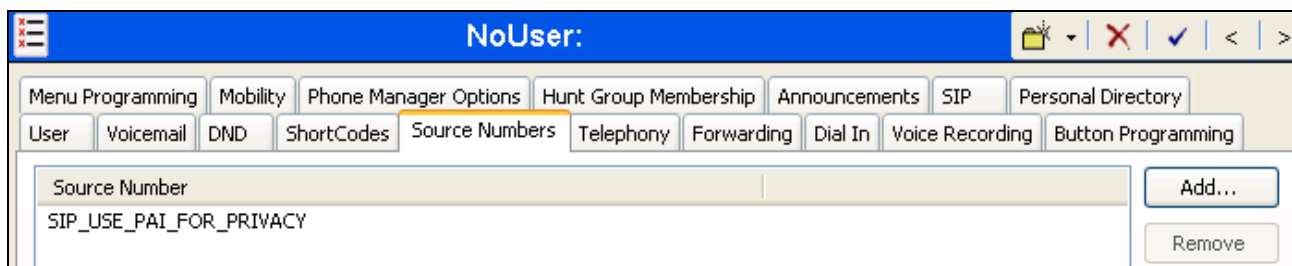 NoUser:
Menu Programming Mobility Phone Manager Options Hunt Group Membership Announcements SIP Personal Directory
User Voicemail DND ShortCodes Source Numbers Telephony Forwarding Dial In Voice Recording Button Programming
Source Number
Add...
SIP_USE_PAI_FOR_PRIVACY
Remove